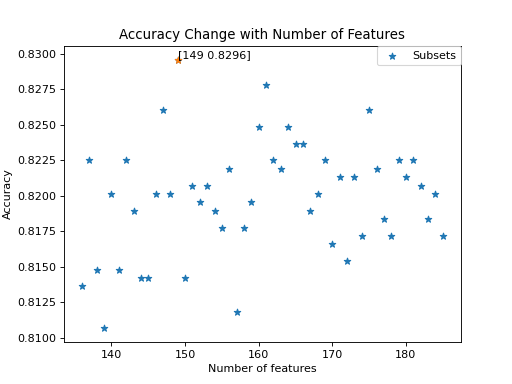 Accuracy Change with Number of Features
[149 0.8296]
Subsets
0.8300
0.8275
0.8250
0.8225
0.8200
0.8175
0.8150
0.8125
0.8100
Accuracy
140 150 160 170 180
Number of features